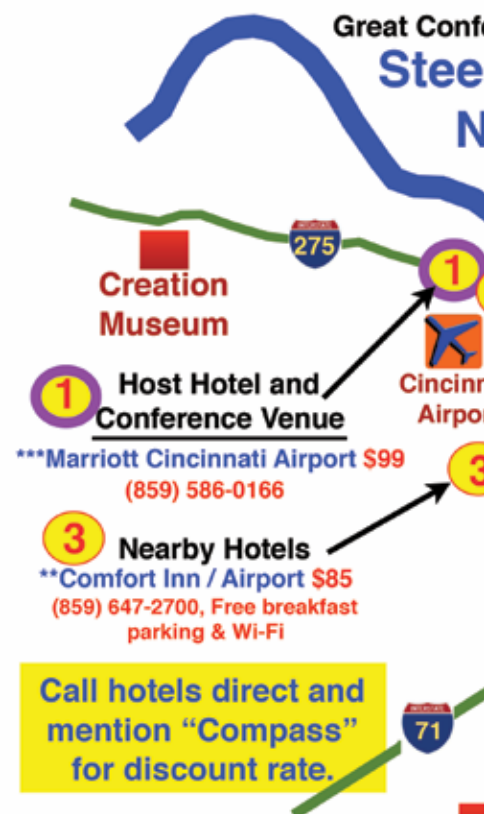 Great Conf
Stee
N
INTERSTATE
275
1
Creation
Museum
Cincinn
Airpor
1
Host Hotel and
Conference Venue
***Marriott Cincinnati Airport $99
(859) 586-0166
3
3
Nearby Hotels
**Comfort Inn / Airport $85
(859) 647-2700, Free breakfast
parking & Wi-Fi
Call hotels direct and
mention “Compass”
for discount rate.
INTERSTATE
71